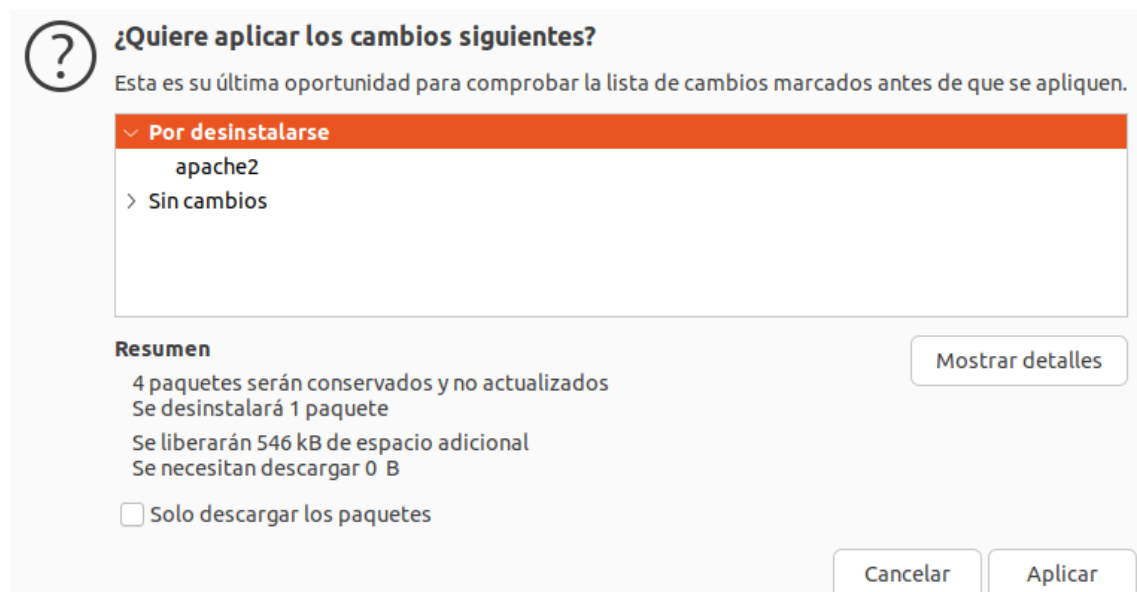 ¿Quiere aplicar los cambios siguientes?
Esta es su última oportunidad para comprobar la lista de cambios marcados antes de que se apliquen.
Por desinstalarse
apache2
Sin cambios
Resumen
Mostrar detalles
4 paquetes serán conservados y no actualizados
Se desinstalará 1 paquete
Se liberarán 546 kB de espacio adicional
Se necesitan descargar 0 B
Solo descargar los paquetes
Cancelar
Aplicar